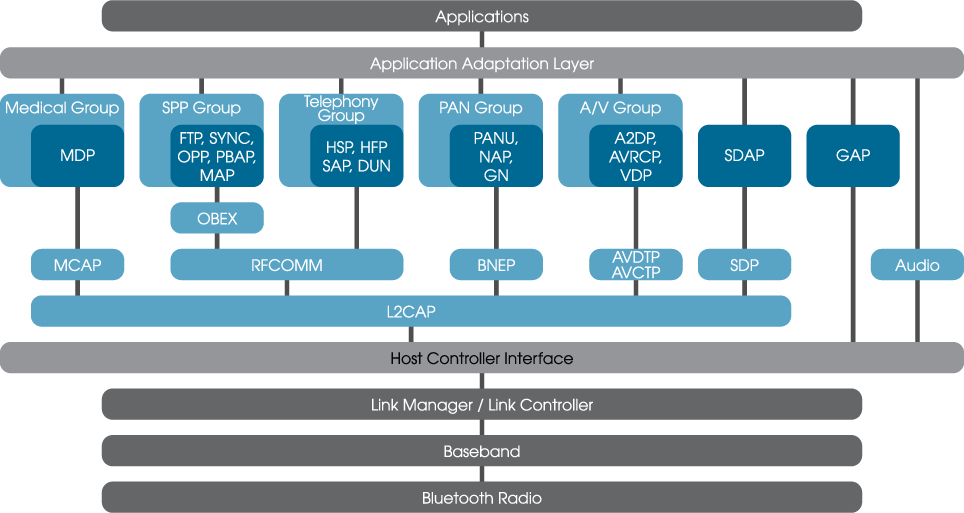 Applications
Application Adaptation Layer
Medical Group
MDP
SPP Group
FTP, SYNC,
OPP, PBAP,
MAP
Telephony
Group
HSP, HFP
SAP, DUN
PAN Group
PANU,
NAP,
GN
A/V Group
A2DP,
AVRCP,
VDP
SDAP
GAP
OBEX
MCAP
RFCOMM
BNEP
AVDTP
AVCTP
SDP
Audio
L2CAP
Host Controller Interface
Link Manager / Link Controller
Baseband
Bluetooth Radio